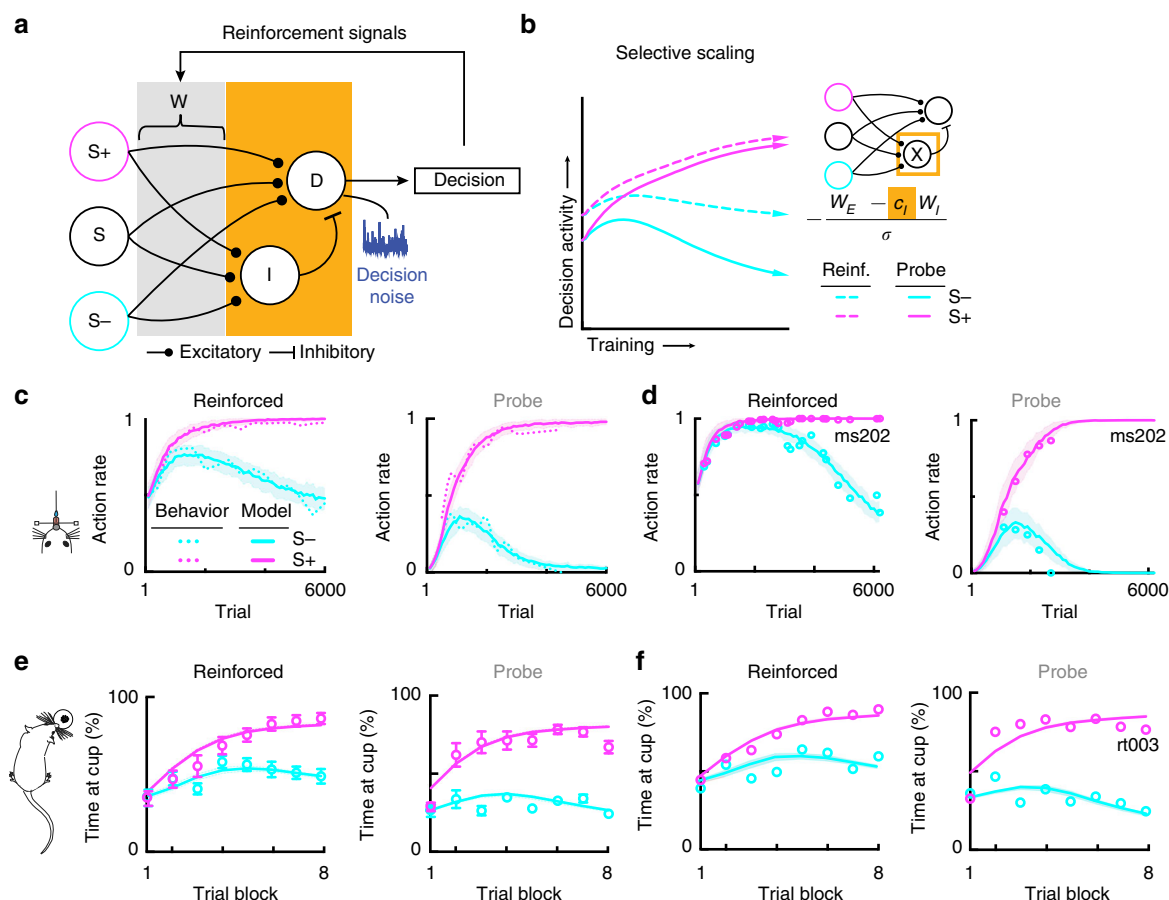 a
Reinforcement signals
W
S+
S
S−
D
I
Decision
Decision
noise
Excitatory
Inhibitory
b
Selective scaling
Decision activity
Training
X
W_E − c_I W_I
σ
Reinf. Probe
S−
S+
c
Reinforced
Action rate
1
0
Behavior Model
S−
S+
1 6000
Trial
Probe
Action rate
1
0
1 6000
Trial
d
Reinforced
ms202
Action rate
1
0
1 6000
Trial
Probe
ms202
Action rate
1
0
1 6000
Trial
e
Reinforced
Time at cup (%)
100
0
1 8
Trial block
Probe
Time at cup (%)
100
0
1 8
Trial block
f
Reinforced
Time at cup (%)
100
0
1 8
Trial block
Probe
rt003
Time at cup (%)
100
0
1 8
Trial block